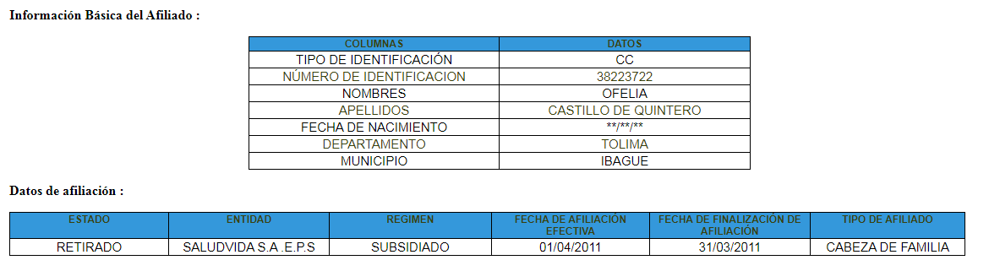 Información Básica del Afiliado :
COLUMNAS DATOS
TIPO DE IDENTIFICACIÓN CC
NÚMERO DE IDENTIFICACION 38223722
NOMBRES OFELIA
APELLIDOS CASTILLO DE QUINTERO
FECHA DE NACIMIENTO **/**/**
DEPARTAMENTO TOLIMA
MUNICIPIO IBAGUE
Datos de afiliación :
ESTADO ENTIDAD REGIMEN FECHA DE AFILIACIÓN EFECTIVA FECHA DE FINALIZACIÓN DE AFILIACIÓN TIPO DE AFILIADO
RETIRADO SALUDVIDA S.A .E.P.S SUBSIDIADO 01/04/2011 31/03/2011 CABEZA DE FAMILIA